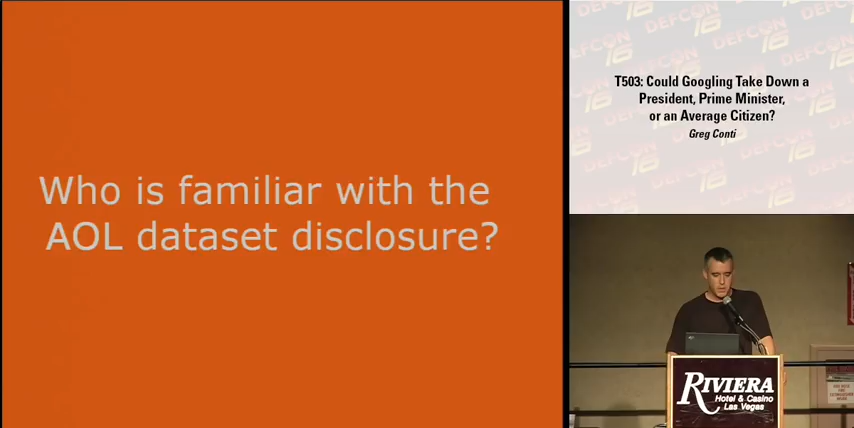 Who is familiar with the
AOL dataset disclosure?
DEFCON
16
T503: Could Googling Take Down a
President, Prime Minister,
or an Average Citizen?
Greg Conti
RIVIERA
Hotel & Casino
Las Vegas